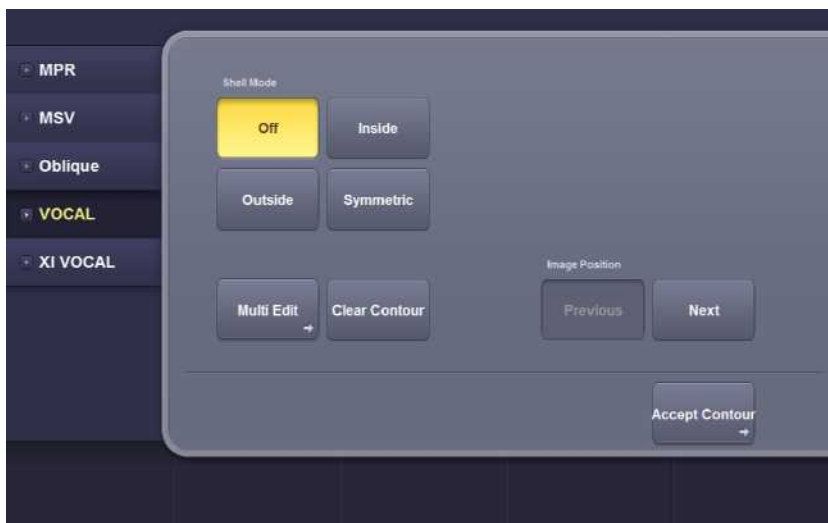 MPR
MSV
Oblique
VOCAL
XI VOCAL
Shell Mode
Off
Inside
Outside
Symmetric
Image Position
Multi Edit
Clear Contour
Previous
Next
Accept Contour